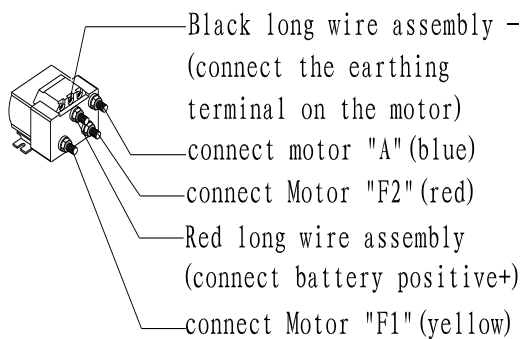 Black long wire assembly -
(connect the earthing
terminal on the motor)
connect motor "A"(blue)
connect Motor "F2"(red)
Red long wire assembly
(connect battery positive+)
connect Motor "F1"(yellow)